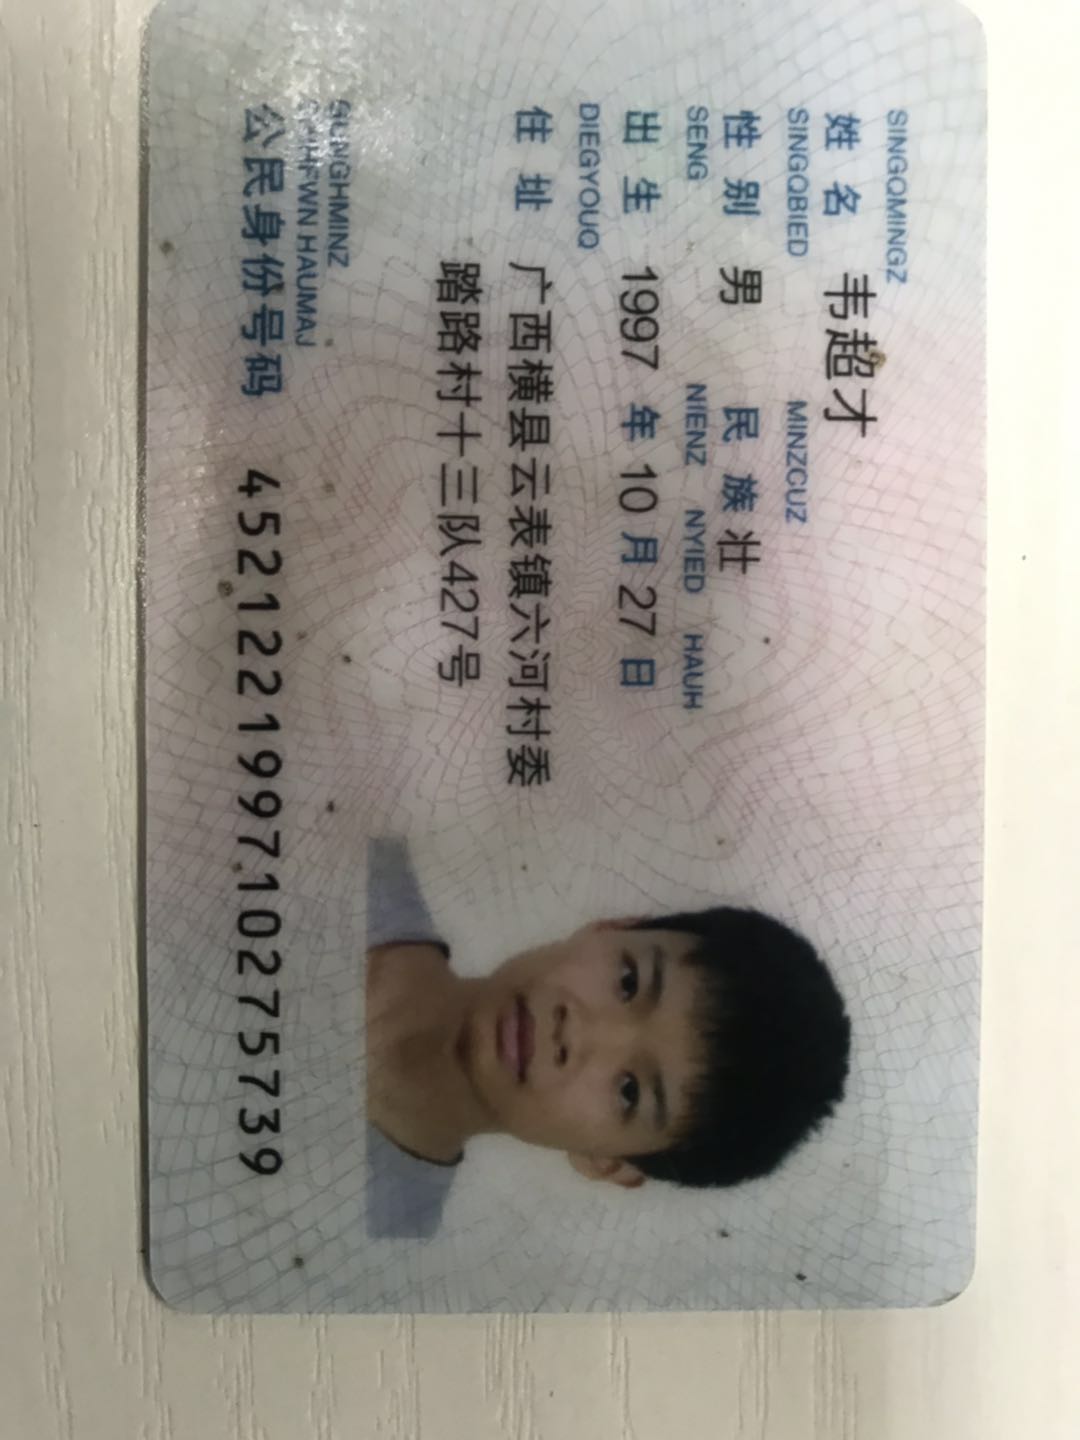 SINGQMINGZ
姓名 韦超才
SINGQBIED MINZCUZ
性别 男 民族 壮
SENG NIENZ NYIED HAUH
出生 1997 年 10 月 27 日
DIEGYOUQ
住址 广西横县云表镇六河村委
踏路村十三队427号
GUNGHMINZ
SINHFWN HAUMAJ
公民身份号码 452122199710275739